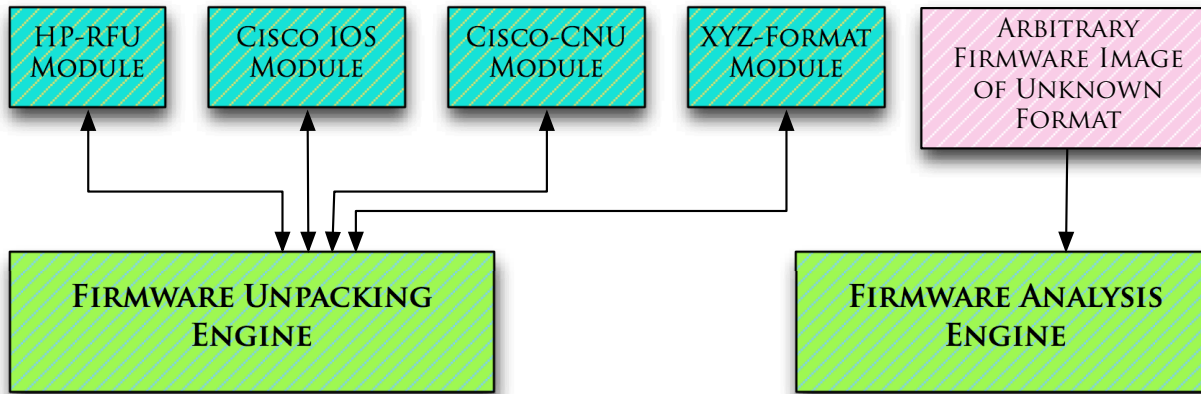 HP-RFU
Module
Cisco IOS
Module
Cisco-CNU
Module
XYZ-Format
Module
Arbitrary
Firmware Image
of Unknown
Format
Firmware Unpacking
Engine
Firmware Analysis
Engine